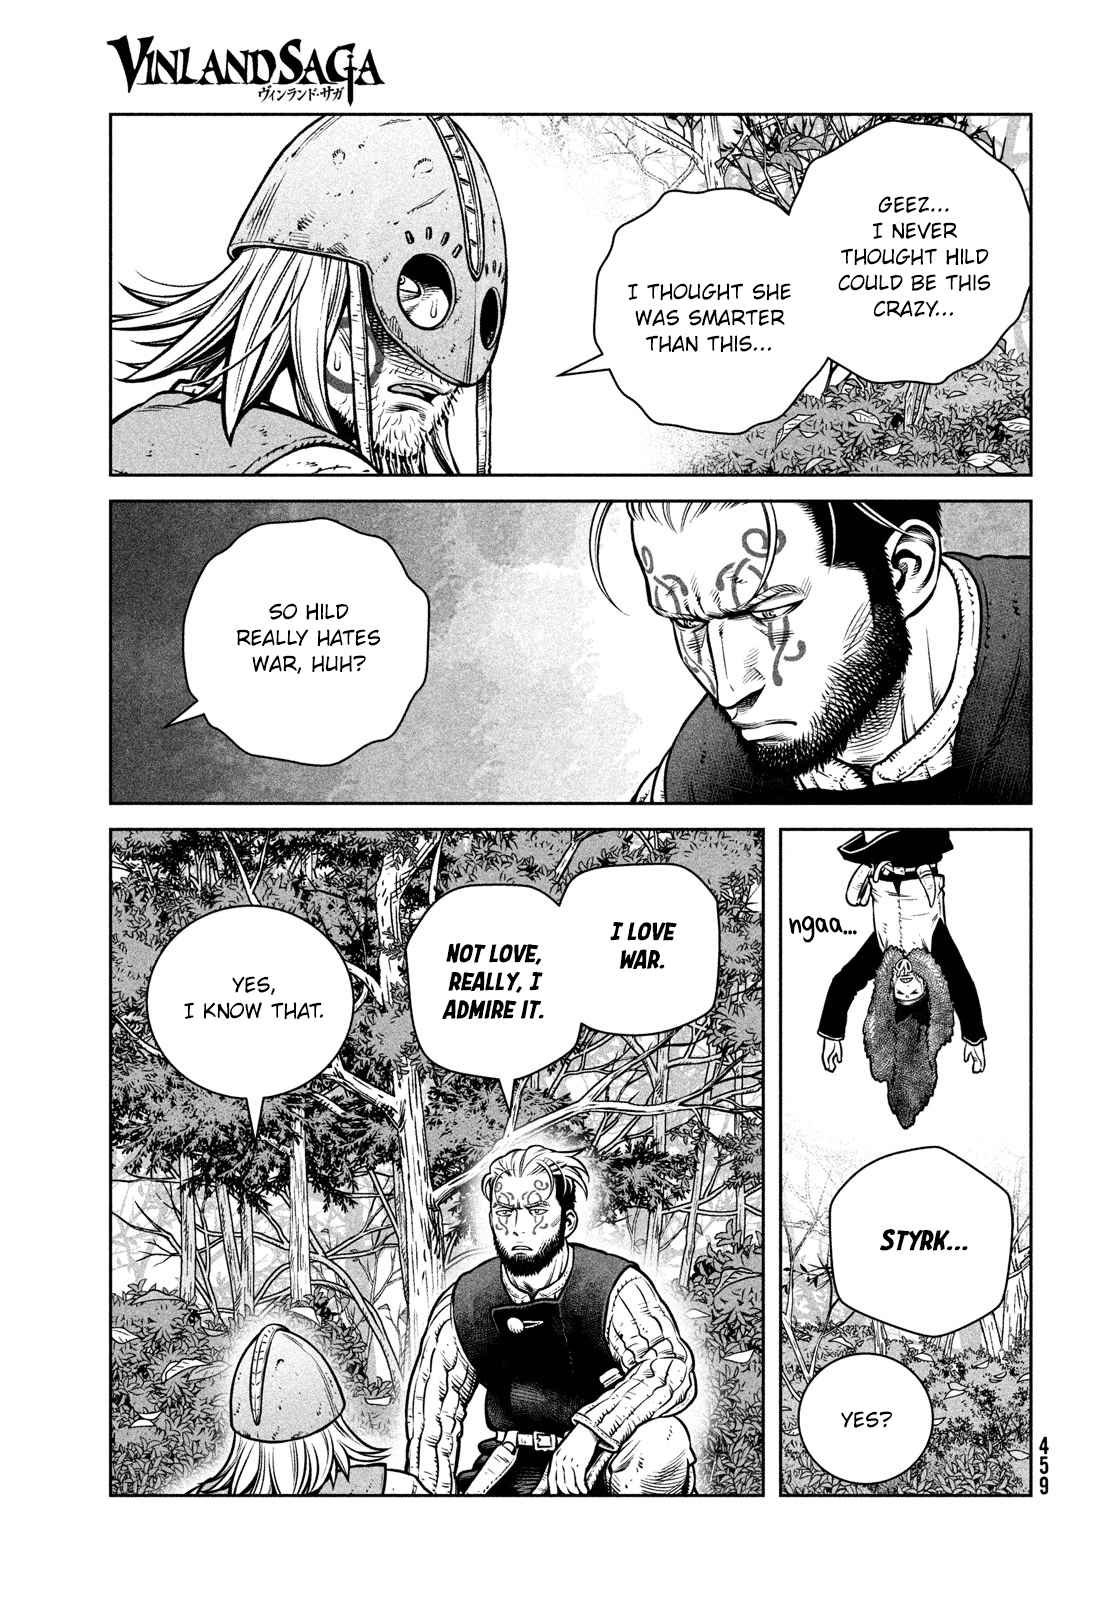 VINLAND SAGA
ヴィンランド・サガ
GEEZ...
I NEVER
THOUGHT HILD
COULD BE THIS
CRAZY...
I THOUGHT SHE
WAS SMARTER
THAN THIS...
SO HILD
REALLY HATES
WAR, HUH?
ngaa...
STYRK...
YES?
I LOVE
WAR.
NOT LOVE,
REALLY, I
ADMIRE IT.
YES,
I KNOW THAT.
459